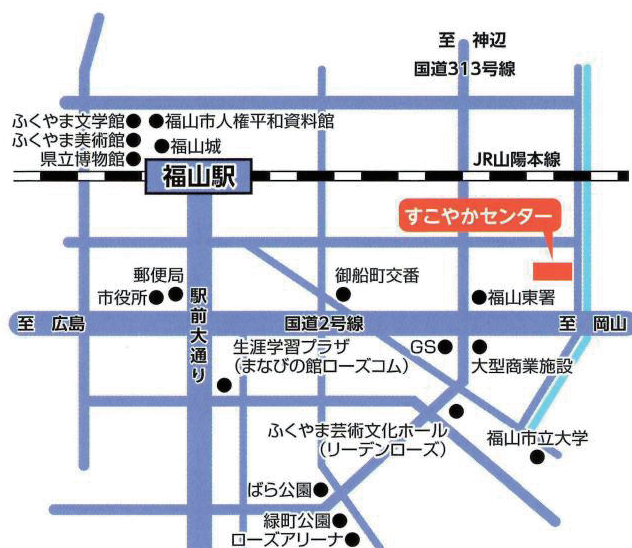 至 神辺
国道313号線
ふくやま文学館
福山市人権平和資料館
ふくやま美術館
福山城
県立博物館
JR山陽本線
福山駅
すこやかセンター
郵便局
市役所
駅前大通り
御船町交番
福山東署
至 広島
国道2号線
至 岡山
生涯学習プラザ
(まなびの館ローズコム)
GS
大型商業施設
ふくやま芸術文化ホール
(リーデンローズ)
福山市立大学
ばら公園
緑町公園
ローズアリーナ